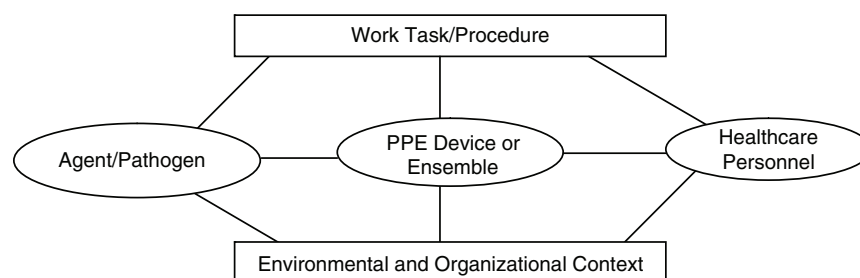 Work Task/Procedure
Agent/Pathogen
PPE Device or
Ensemble
Healthcare
Personnel
Environmental and Organizational Context